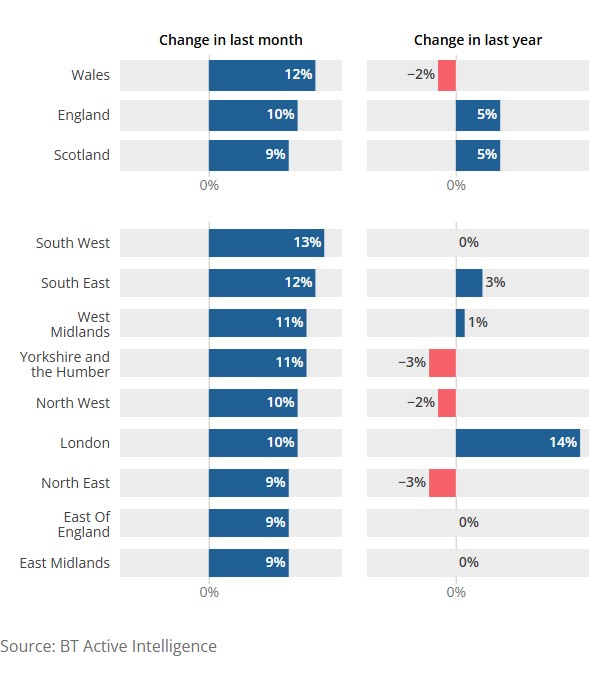 Change in last month Change in last year
Wales 12% −2%
England 10% 5%
Scotland 9% 5%
0% 0%
South West 13% 0%
South East 12% 3%
West
Midlands 11% 1%
Yorkshire and
the Humber 11% −3%
North West 10% −2%
London 10% 14%
North East 9% −3%
East Of
England 9% 0%
East Midlands 9% 0%
0% 0%
Source: BT Active Intelligence